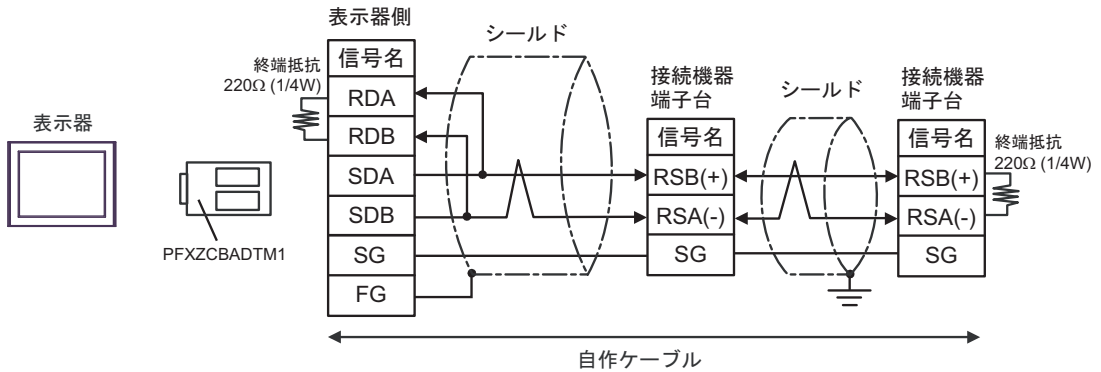 表示器
PFXZCBADTM1
終端抵抗
220Ω (1/4W)
表示器側
信号名
RDA
RDB
SDA
SDB
SG
FG
シールド
接続機器
端子台
信号名
RSB(+)
RSA(-)
SG
シールド
接続機器
端子台
信号名
RSB(+)
RSA(-)
SG
終端抵抗
220Ω (1/4W)
自作ケーブル